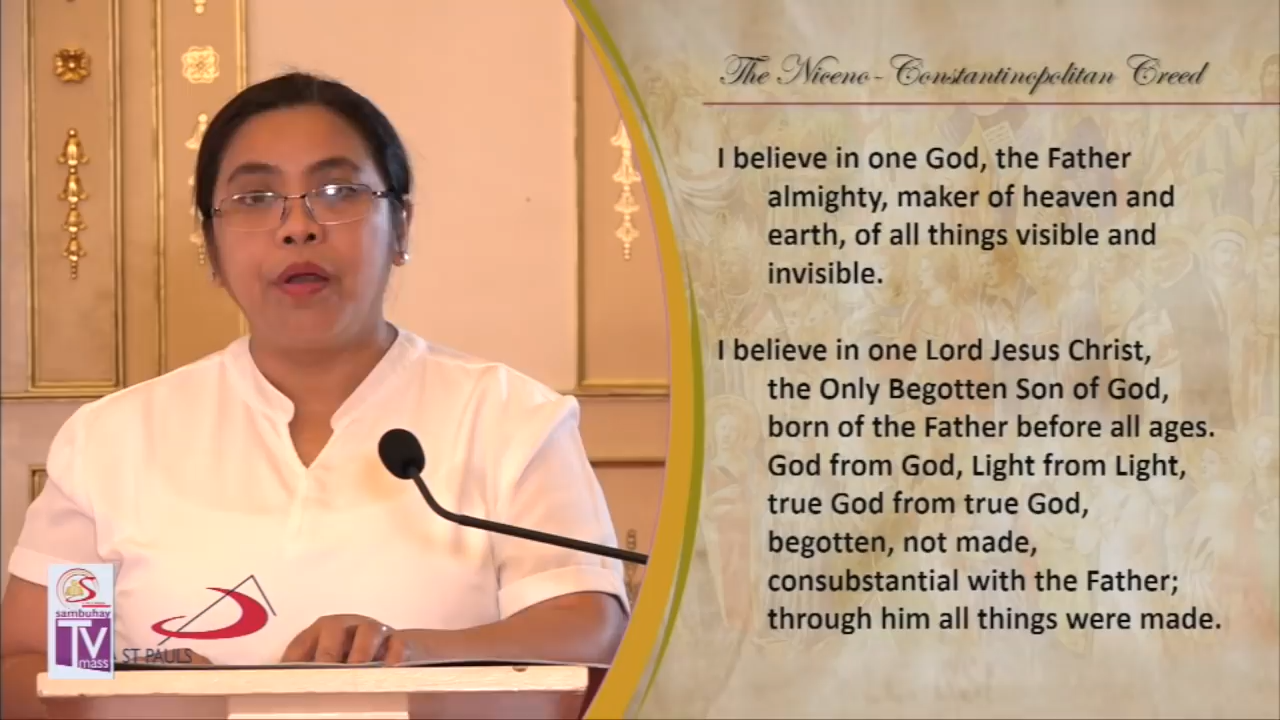 The Niceno-Constantinopolitan Creed
I believe in one God, the Father
almighty, maker of heaven and
earth, of all things visible and
invisible.
I believe in one Lord Jesus Christ,
the Only Begotten Son of God,
born of the Father before all ages.
God from God, Light from Light,
true God from true God,
begotten, not made,
consubstantial with the Father;
through him all things were made.
sambuhay
TV
mass
ST PAULS